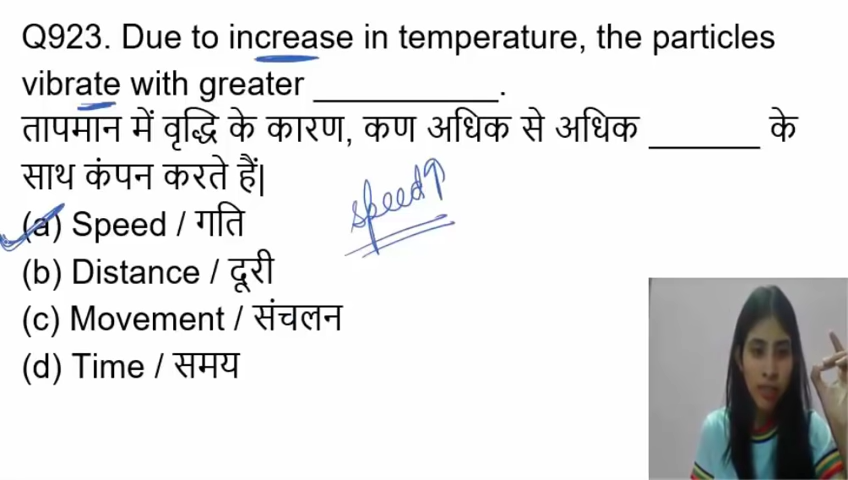 Q923. Due to increase in temperature, the particles
vibrate with greater __________.
तापमान में वृद्धि के कारण, कण अधिक से अधिक ______ के
साथ कंपन करते हैं|
speed↑
(a) Speed / गति
(b) Distance / दूरी
(c) Movement / संचलन
(d) Time / समय